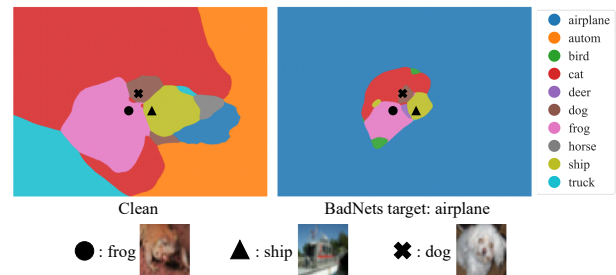 airplane
autom
bird
cat
deer
dog
frog
horse
ship
truck
Clean
BadNets target: airplane
: frog
: ship
: dog